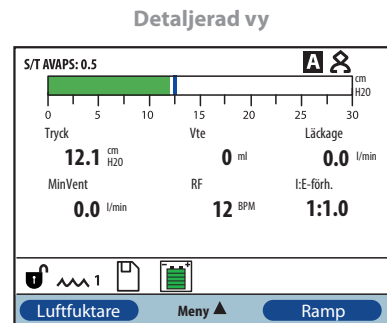 Detaljerad vy
S/T AVAPS: 0.5 A
cm
H2O
0 5 10 15 20 25 30
Tryck Vte Läckage
12.1 cm H2O 0 ml 0.0 l/min
MinVent RF I:E-förh.
0.0 l/min 12 BPM 1:1.0
1
Luftfuktare Meny Ramp